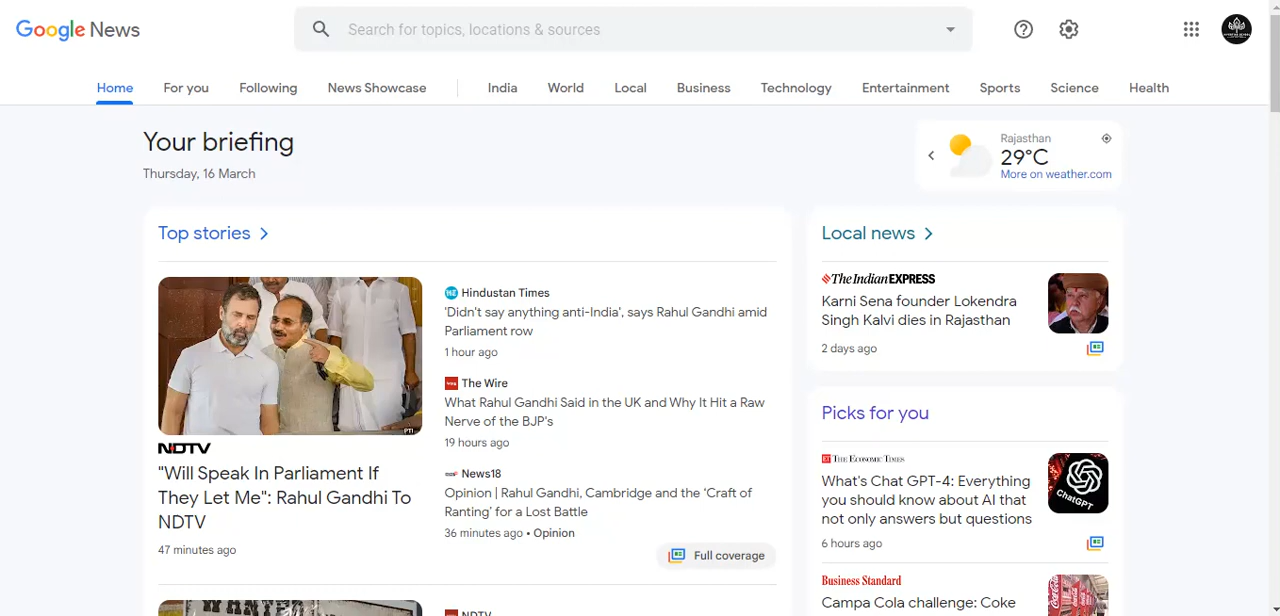 Google News
Search for topics, locations & sources
Home For you Following News Showcase India World Local Business Technology Entertainment Sports Science Health
Your briefing
Thursday, 16 March
Rajasthan
29°C
More on weather.com
Top stories
PTI
NDTV
"Will Speak In Parliament If
They Let Me": Rahul Gandhi To
NDTV
47 minutes ago
Hindustan Times
'Didn't say anything anti-India', says Rahul Gandhi amid
Parliament row
1 hour ago
The Wire
What Rahul Gandhi Said in the UK and Why It Hit a Raw
Nerve of the BJP's
19 hours ago
News18
Opinion | Rahul Gandhi, Cambridge and the ‘Craft of
Ranting’ for a Lost Battle
36 minutes ago • Opinion
Full coverage
NDTV
Local news
The Indian EXPRESS
Karni Sena founder Lokendra
Singh Kalvi dies in Rajasthan
2 days ago
Picks for you
ET THE ECONOMIC TIMES
What's Chat GPT-4: Everything
you should know about AI that
not only answers but questions
ChatGPT
6 hours ago
Business Standard
Campa Cola challenge: Coke